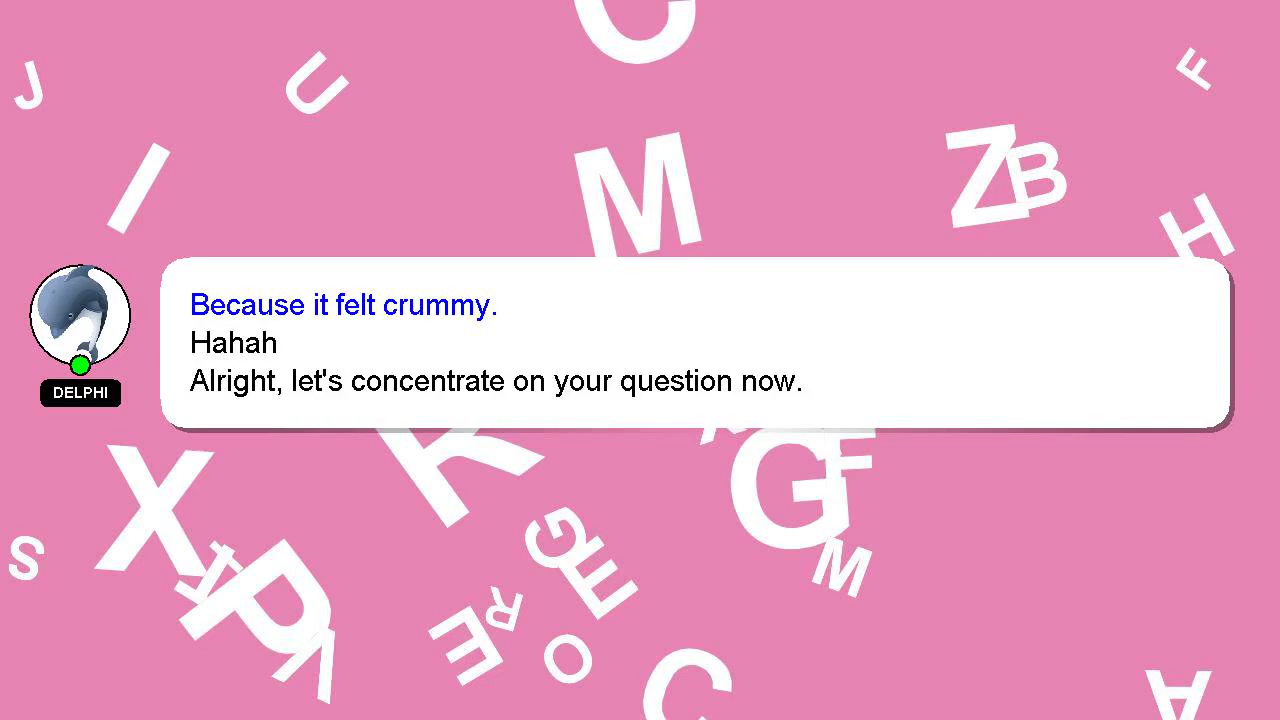 C
J
U
F
I
M
Z
B
H
Because it felt crummy.
Hahah
Alright, let's concentrate on your question now.
DELPHI
R
G
F
X
S
G
E
M
P
R
E
V
O
C
A